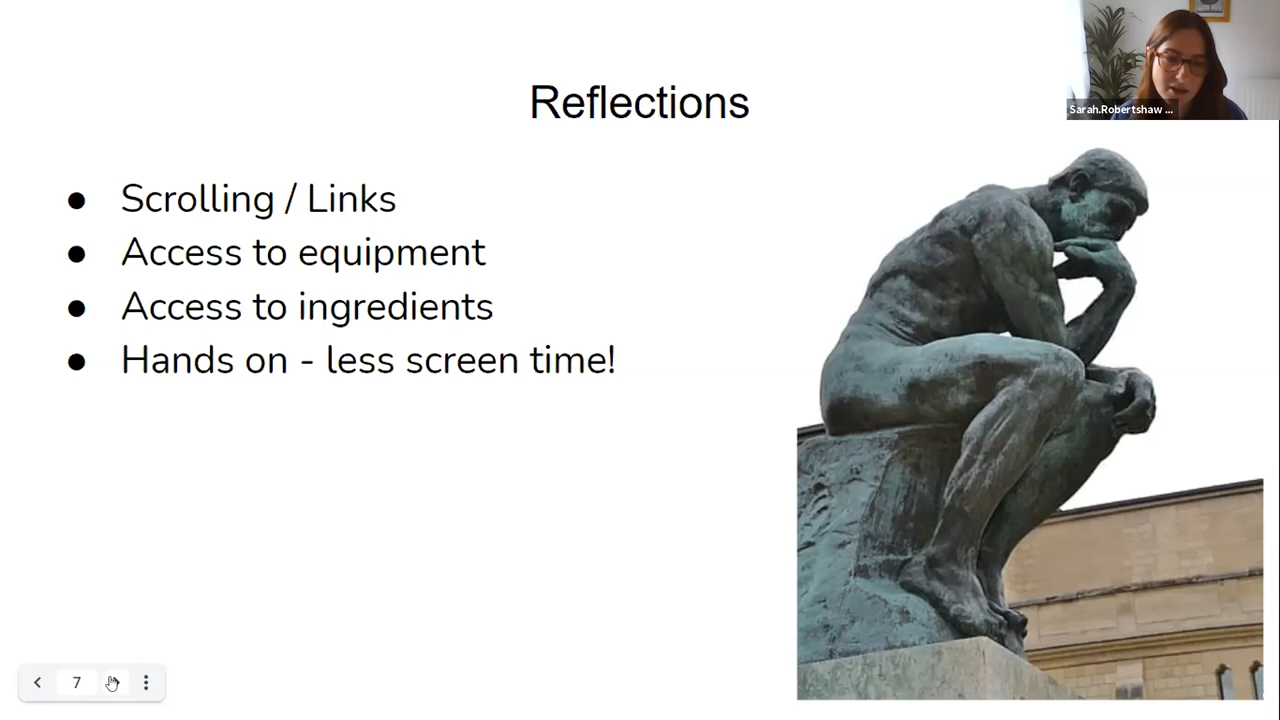 Reflections
Sarah.Robertshaw ...
● Scrolling / Links
● Access to equipment
● Access to ingredients
● Hands on - less screen time!
7